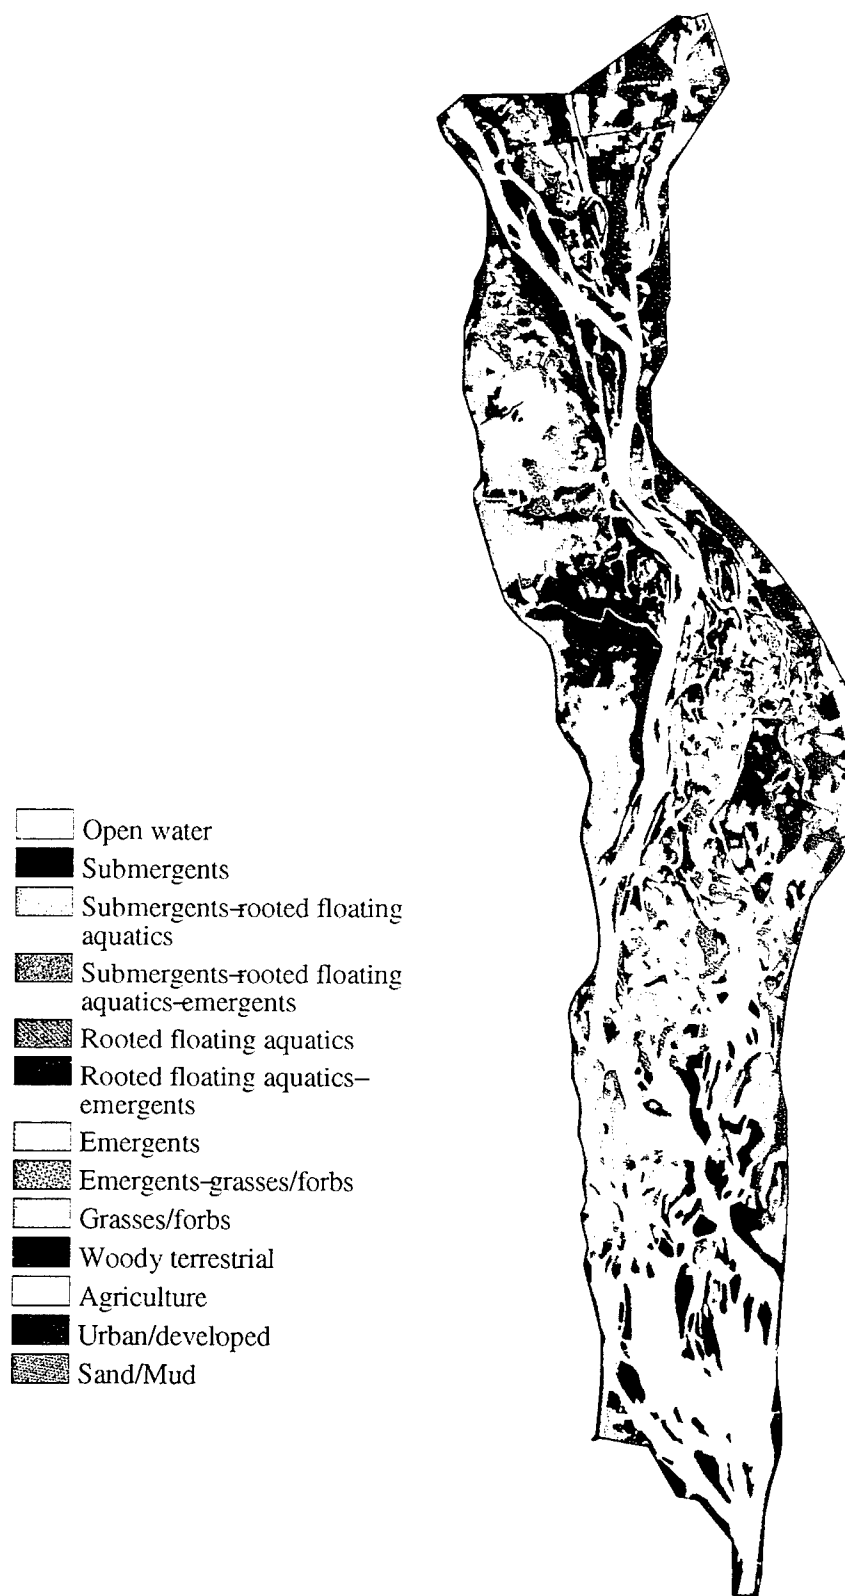 Open water
Submergents
Submergents-rooted floating
aquatics
Submergents-rooted floating
aquatics-emergents
Rooted floating aquatics
Rooted floating aquatics–
emergents
Emergents
Emergents-grasses/forbs
Grasses/forbs
Woody terrestrial
Agriculture
Urban/developed
Sand/Mud